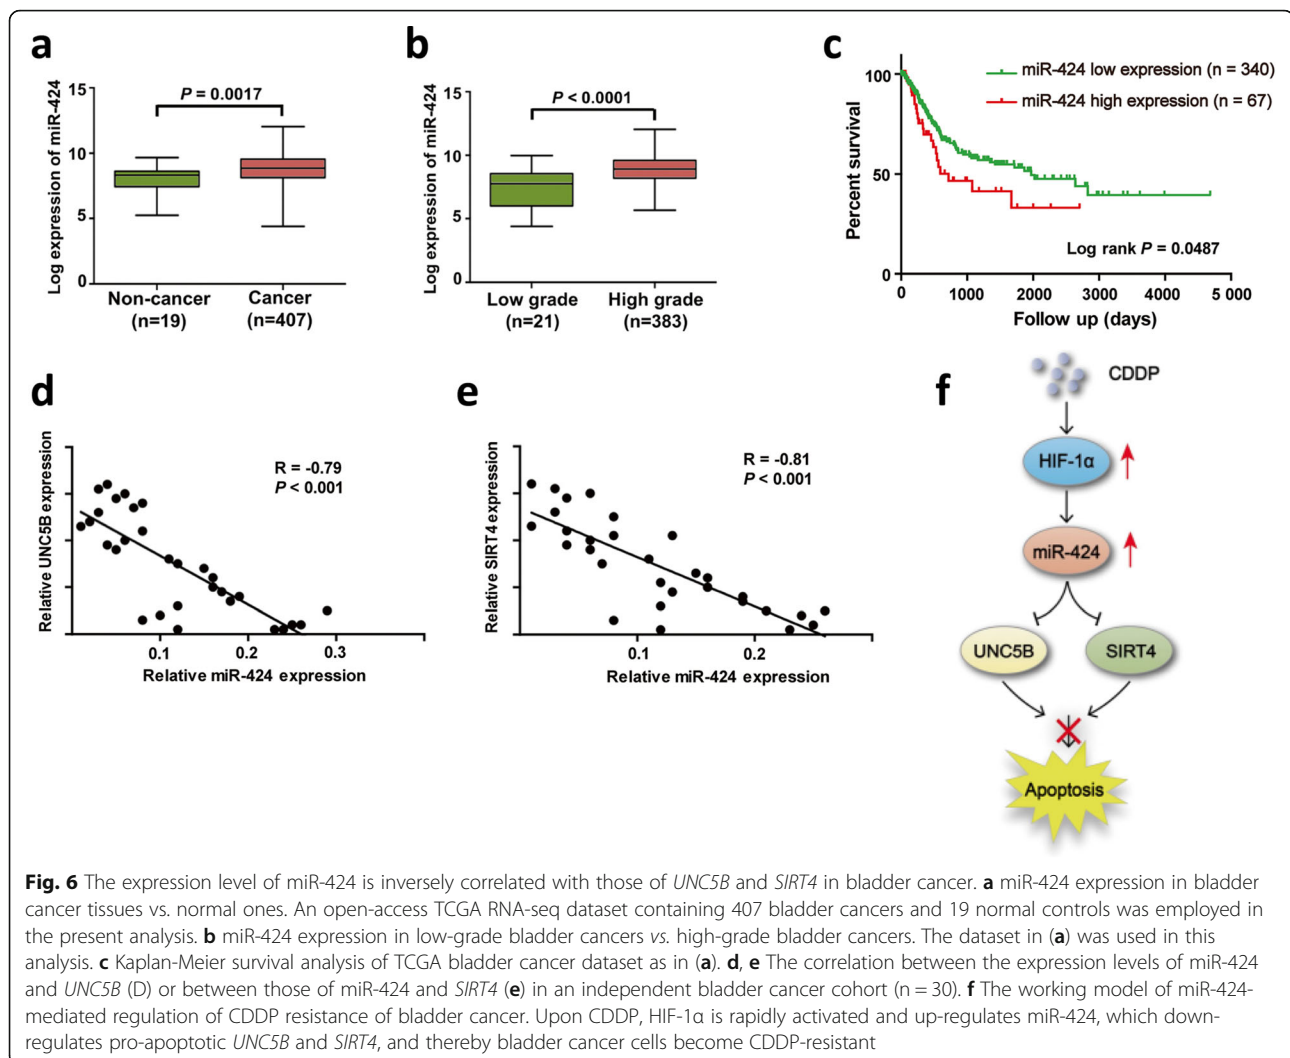 a
Log expression of miR-424
15
10
5
0
P = 0.0017
Non-cancer
(n=19)
Cancer
(n=407)
b
Log expression of miR-424
15
10
5
0
P < 0.0001
Low grade
(n=21)
High grade
(n=383)
c
Percent survival
100
50
0
miR-424 low expression (n = 340)
miR-424 high expression (n = 67)
Log rank P = 0.0487
0 1000 2000 3000 4000 5 000
Follow up (days)
d
Relative UNC5B expression
R = -0.79
P < 0.001
0.1 0.2 0.3
Relative miR-424 expression
e
Relative SIRT4 expression
R = -0.81
P < 0.001
0.1 0.2
Relative miR-424 expression
f
CDDP
HIF-1α
miR-424
UNC5B
SIRT4
Apoptosis
Fig. 6 The expression level of miR-424 is inversely correlated with those of UNC5B and SIRT4 in bladder cancer. a miR-424 expression in bladder
cancer tissues vs. normal ones. An open-access TCGA RNA-seq dataset containing 407 bladder cancers and 19 normal controls was employed in
the present analysis. b miR-424 expression in low-grade bladder cancers vs. high-grade bladder cancers. The dataset in (a) was used in this
analysis. c Kaplan-Meier survival analysis of TCGA bladder cancer dataset as in (a). d, e The correlation between the expression levels of miR-424
and UNC5B (D) or between those of miR-424 and SIRT4 (e) in an independent bladder cancer cohort (n = 30). f The working model of miR-424-
mediated regulation of CDDP resistance of bladder cancer. Upon CDDP, HIF-1α is rapidly activated and up-regulates miR-424, which down-
regulates pro-apoptotic UNC5B and SIRT4, and thereby bladder cancer cells become CDDP-resistant